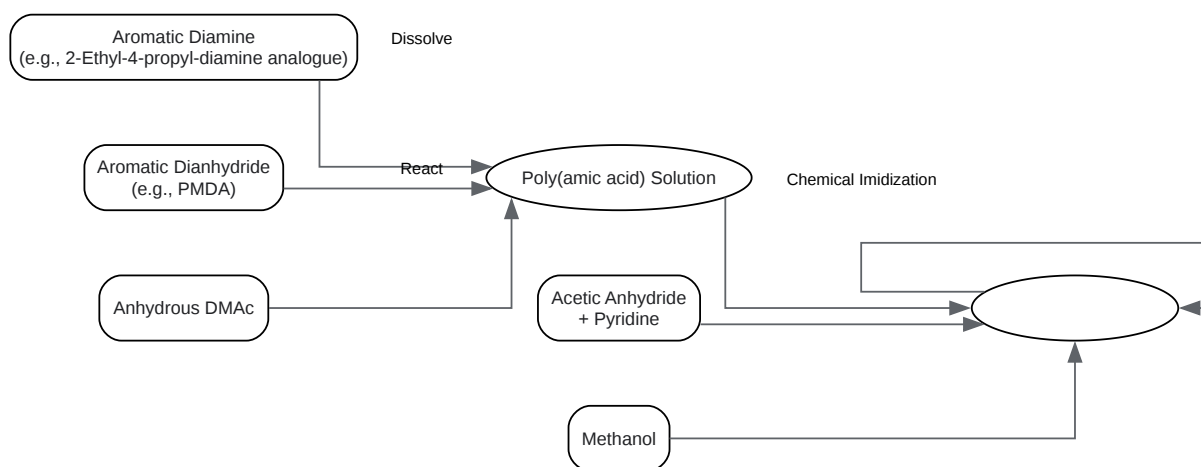 Aromatic Diamine
(e.g., 2-Ethyl-4-propyl-diamine analogue)
Dissolve
Aromatic Dianhydride
(e.g., PMDA)
React
Poly(amic acid) Solution
Chemical Imidization
Anhydrous DMAc
Acetic Anhydride
+ Pyridine
Methanol